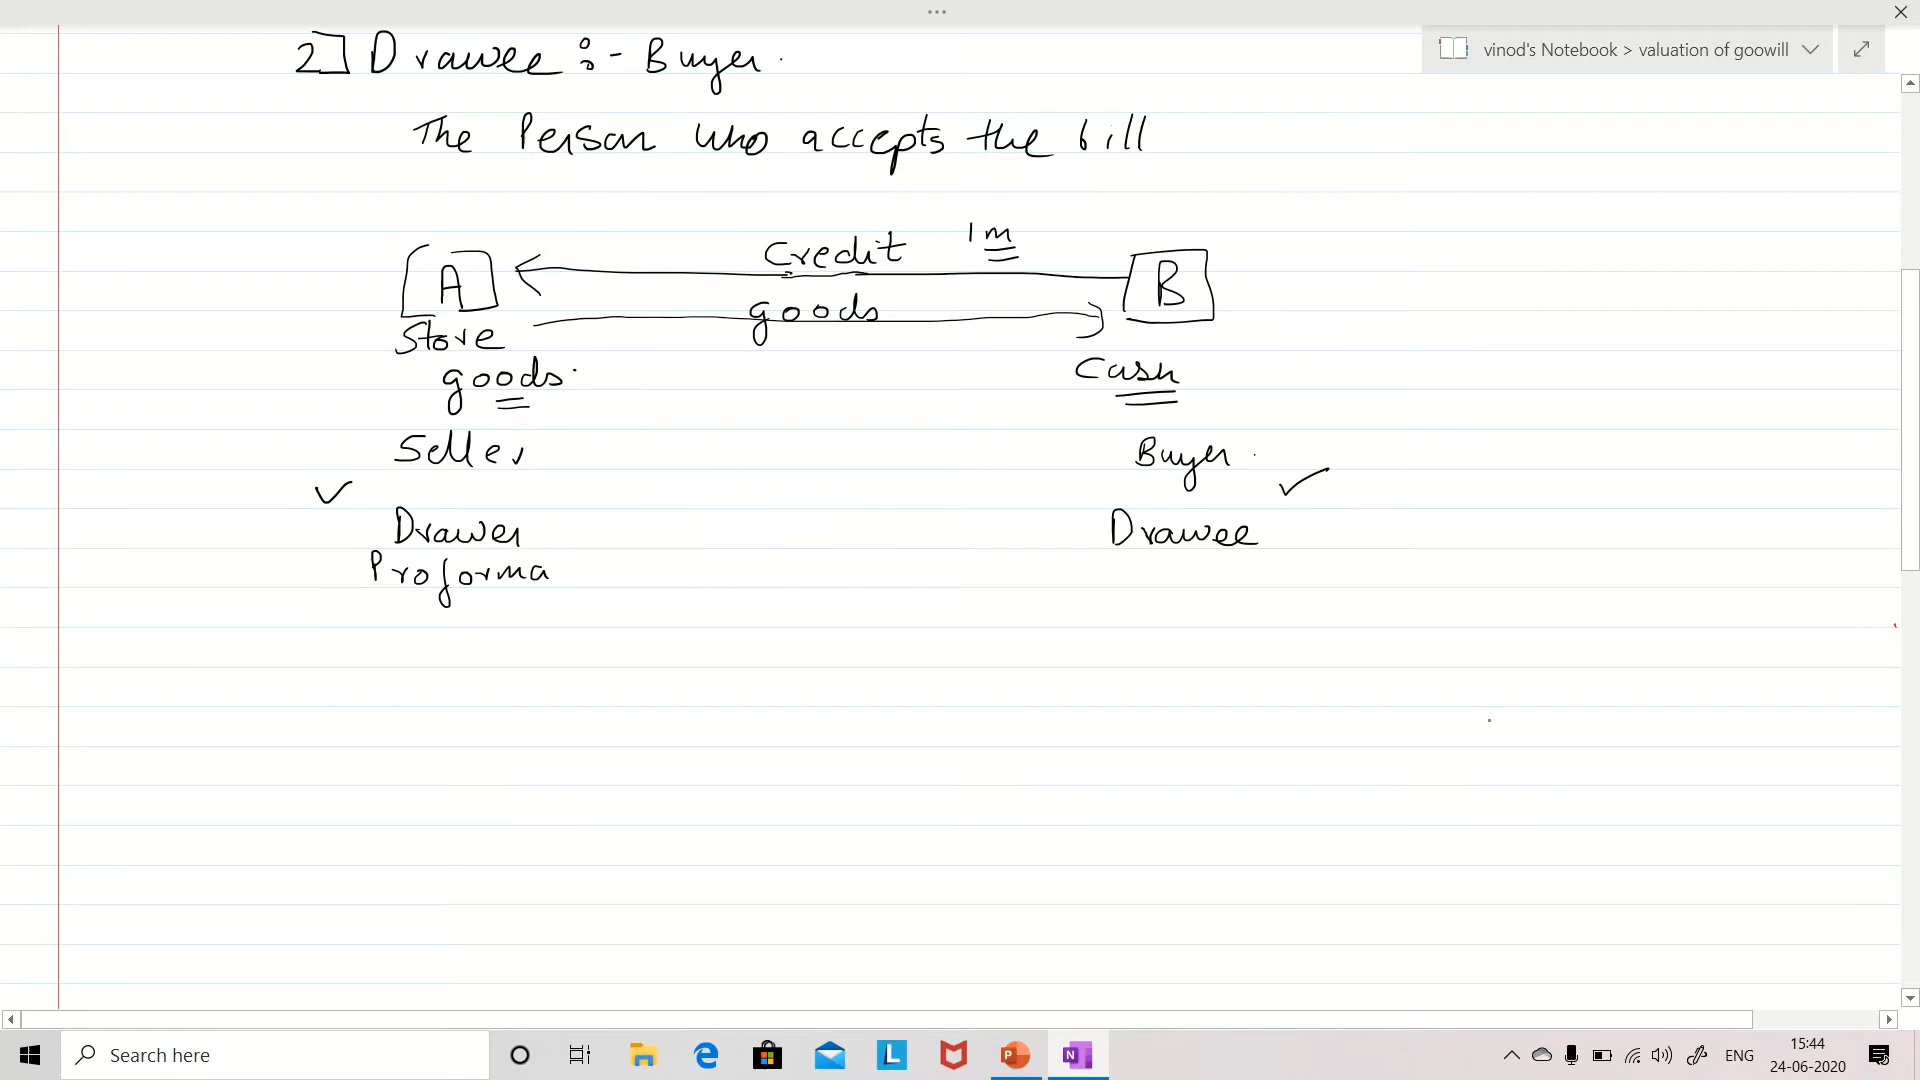 ...
vinod's Notebook > valuation of goowill
2] Drawee :- Buyer.
The Person who accepts the bill
Credit 1m
A B
goods
Store
goods.
Cash
Seller
Buyer.
Drawer
Drawee
Proforma
Search here
ENG
15:44
24-06-2020